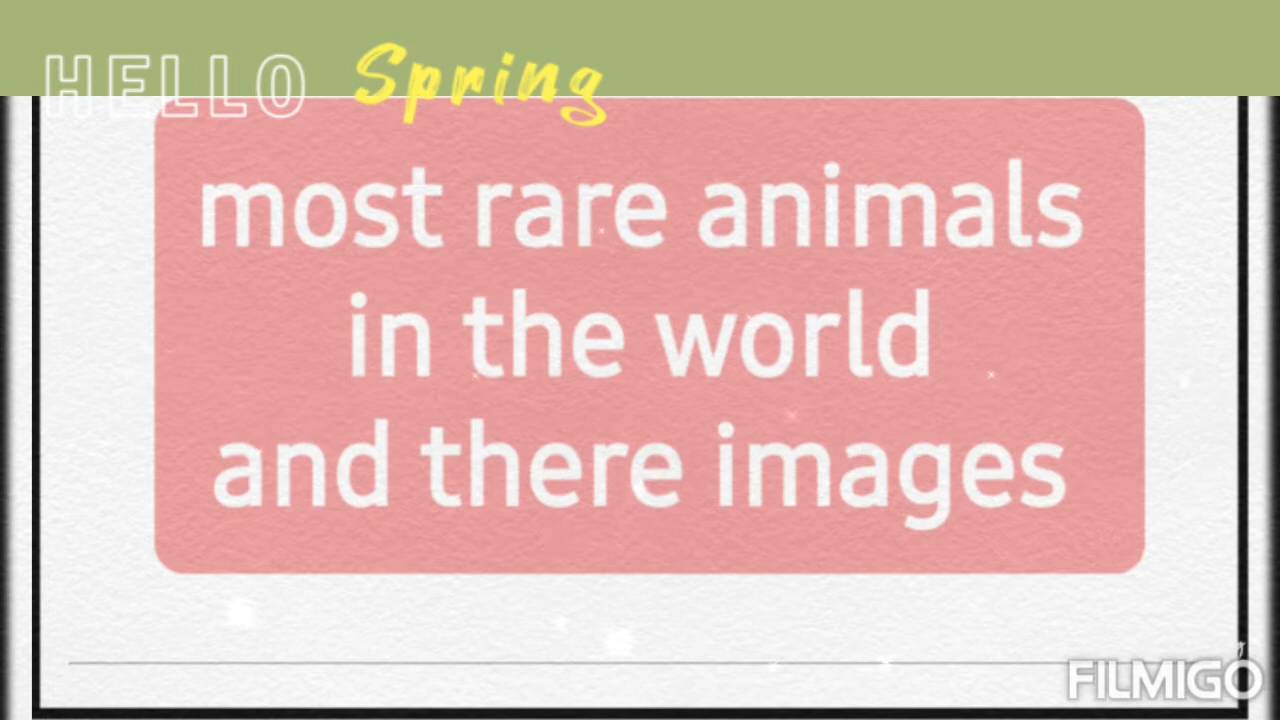 HELLO Spring
most rare animals
in the world
and there images
FILMIGO